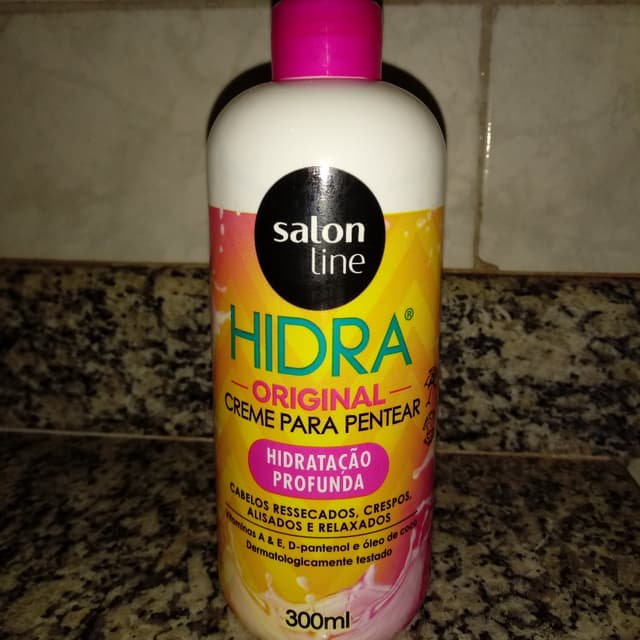 salon
line
HIDRA®
ORIGINAL
CREME PARA PENTEAR
HIDRATAÇÃO
PROFUNDA
CABELOS RESSECADOS, CRESPOS,
ALISADOS E RELAXADOS
Vitaminas A & E, D-pantenol e óleo de coco
Dermatologicamente testado
300ml